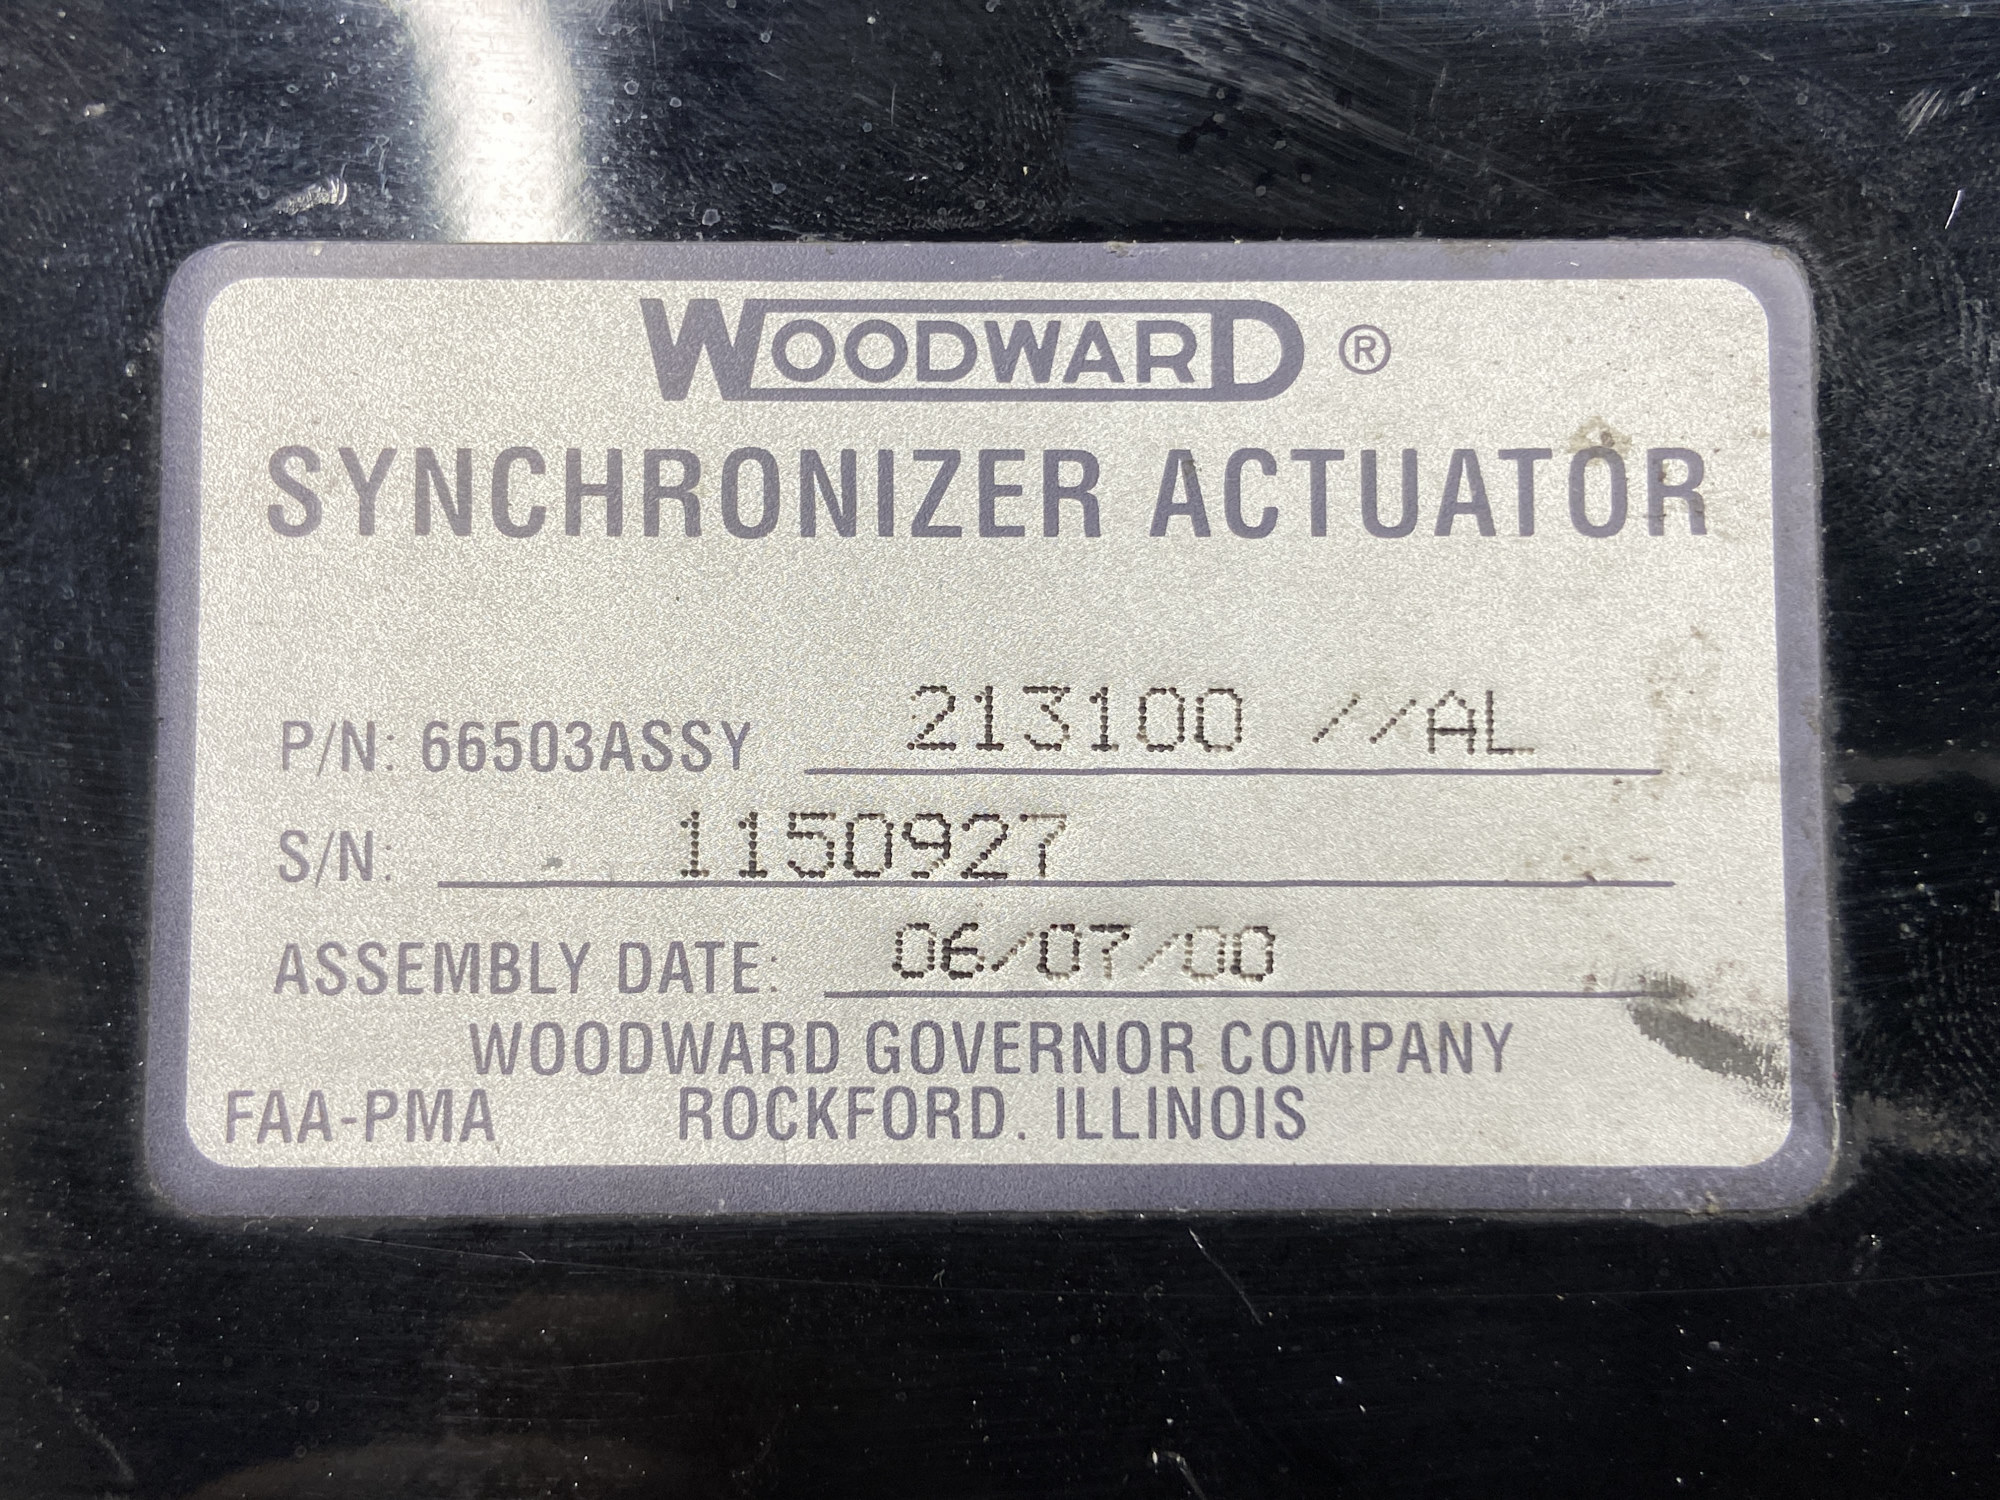 WOODWARD ®
SYNCHRONIZER ACTUATOR
P/N: 66503ASSY 213100 //AL
S/N: 1150927
ASSEMBLY DATE: 06/07/00
WOODWARD GOVERNOR COMPANY
FAA-PMA ROCKFORD. ILLINOIS